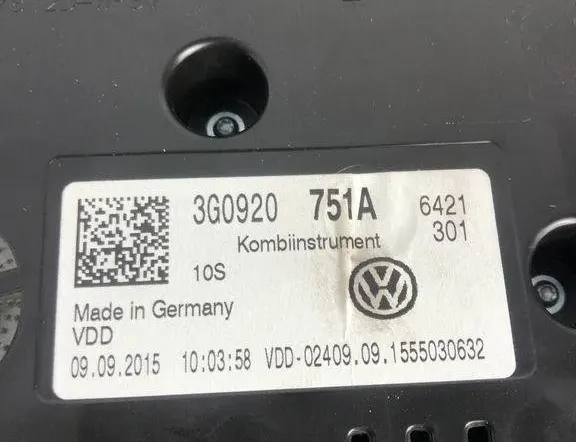 3G0920 751A 6421
Kombiinstrument 301
10S
Made in Germany
VDD
09.09.2015 10:03:58 VDD-02409.09.1555030632